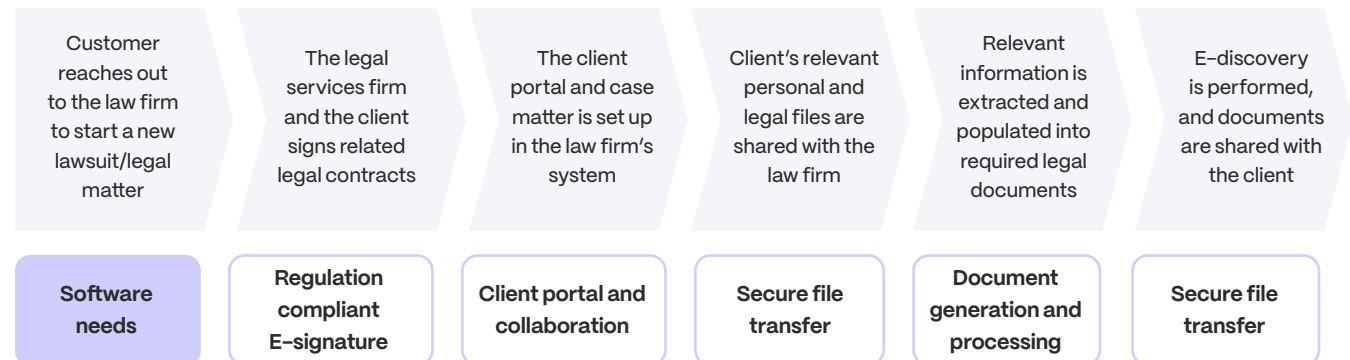 Customer
reaches out
to the law firm
to start a new
lawsuit/legal
matter
The legal
services firm
and the client
signs related
legal contracts
The client
portal and case
matter is set up
in the law firm's
system
Client's relevant
personal and
legal files are
shared with the
law firm
Relevant
information is
extracted and
populated into
required legal
documents
E-discovery
is performed,
and documents
are shared with
the client
Software
needs
Regulation
compliant
E-signature
Client portal and
collaboration
Secure file
transfer
Document
generation and
processing
Secure file
transfer